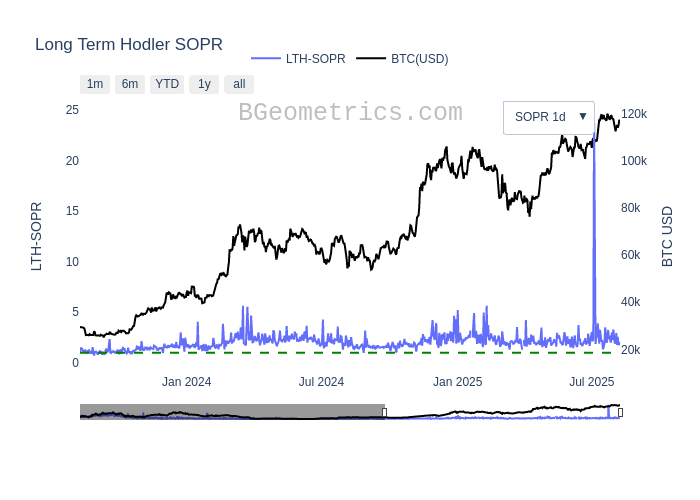 Long Term Hodler SOPR
LTH-SOPR BTC(USD)
1m 6m YTD 1y all
BGeometrics.com
SOPR 1d ▼
25
20
15
10
5
0
LTH-SOPR
120k
100k
80k
60k
40k
20k
BTC USD
Jan 2024 Jul 2024 Jan 2025 Jul 2025